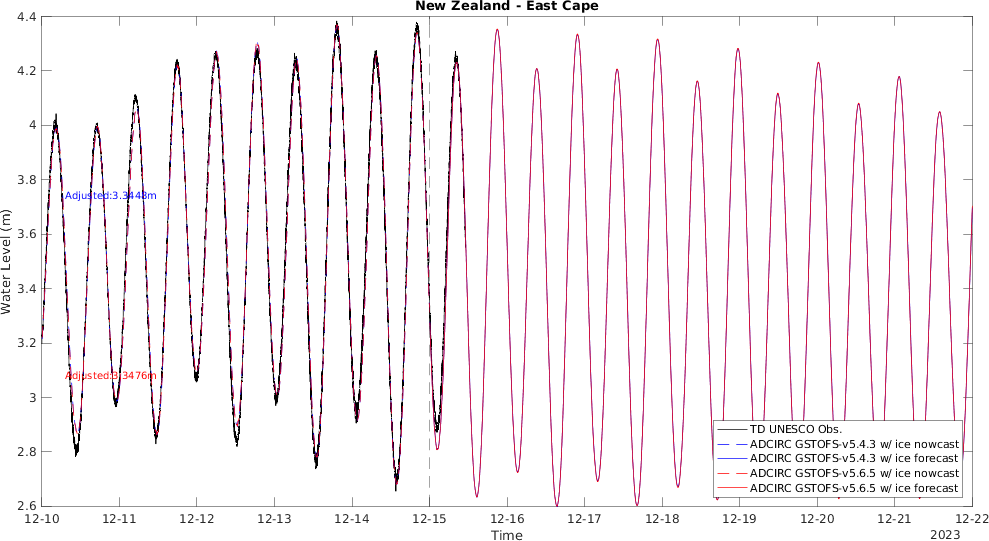 New Zealand - East Cape
4.4
4.2
4
3.8
3.6
3.4
3.2
3
2.8
2.6
Water Level (m)
Adjusted:3.3448m
Adjusted:3.3476m
TD UNESCO Obs.
ADCIRC GSTOFS-v5.4.3 w/ ice nowcast
ADCIRC GSTOFS-v5.4.3 w/ ice forecast
ADCIRC GSTOFS-v5.6.5 w/ ice nowcast
ADCIRC GSTOFS-v5.6.5 w/ ice forecast
12-10 12-11 12-12 12-13 12-14 12-15 12-16 12-17 12-18 12-19 12-20 12-21 12-22
Time
2023